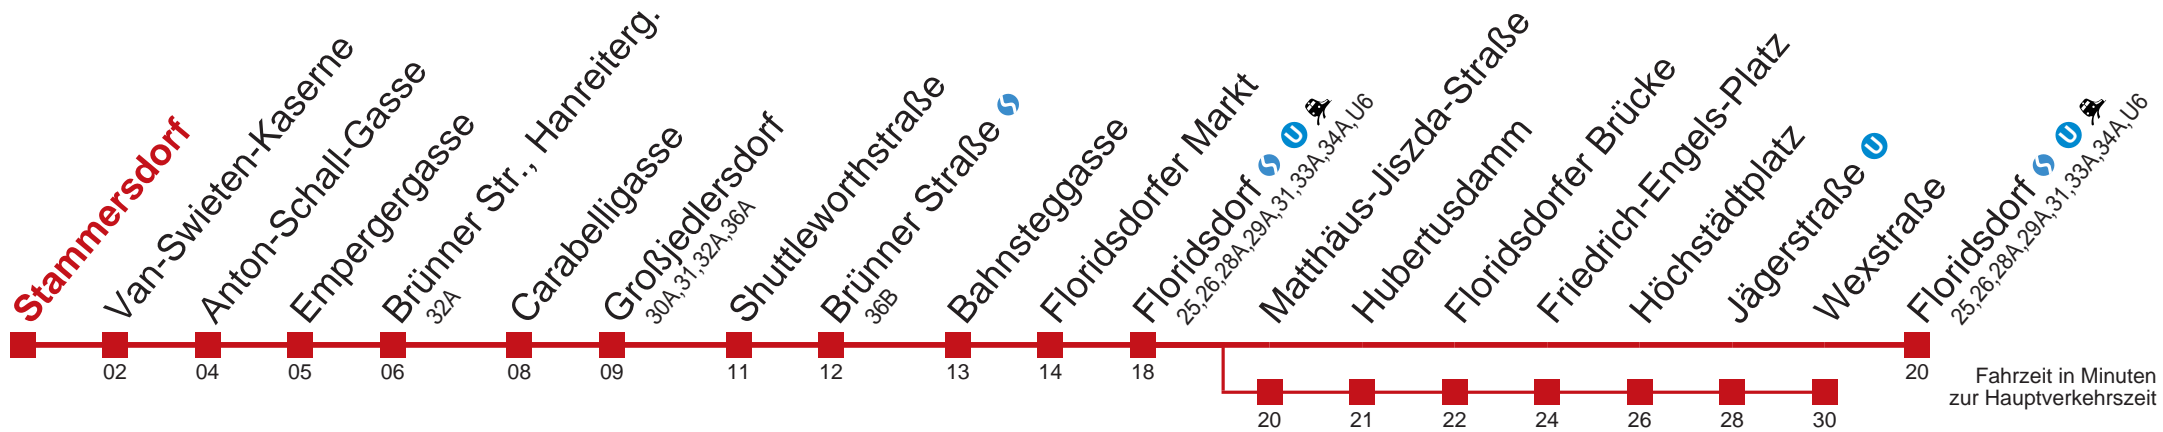 Stammersdorf
Van-Swieten-Kaserne
Anton-Schall-Gasse
Empergergasse
Brünner Str., Hanreiterg.
32A
Carabelligasse
Großjedlersdorf
30A,31,32A,36A
Shuttleworthstraße
Brünner Straße S
36B
Bahnsteggasse
Floridsdorfer Markt
Floridsdorf S U
25,26,28A,29A,31,33A,34A,U6
Matthäus-Jiszda-Straße
Hubertusdamm
Floridsdorfer Brücke
Friedrich-Engels-Platz
Höchstädtplatz
Jägerstraße U
Wexstraße
Floridsdorf S U
25,26,28A,29A,31,33A,34A,U6
02 04 05 06 08 09 11 12 13 14 18 20
20 21 22 24 26 28 30
Fahrzeit in Minuten
zur Hauptverkehrszeit